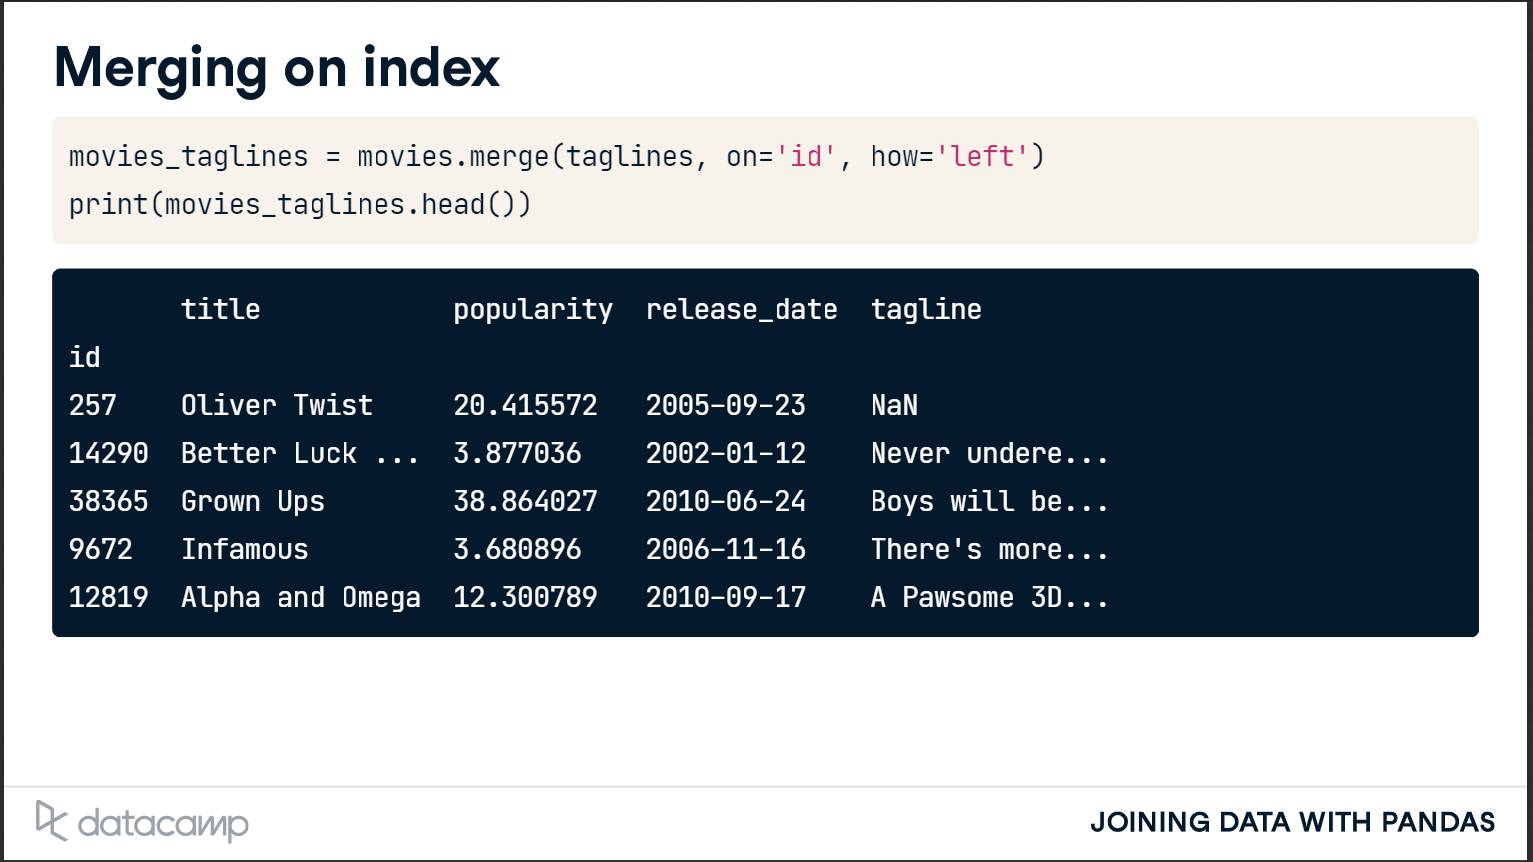 Merging on index
movies_taglines = movies.merge(taglines, on='id', how='left')
print(movies_taglines.head())
title popularity release_date tagline
id
257 Oliver Twist 20.415572 2005-09-23 NaN
14290 Better Luck ... 3.877036 2002-01-12 Never undere...
38365 Grown Ups 38.864027 2010-06-24 Boys will be...
9672 Infamous 3.680896 2006-11-16 There's more...
12819 Alpha and Omega 12.300789 2010-09-17 A Pawsome 3D...
datacamp
JOINING DATA WITH PANDAS